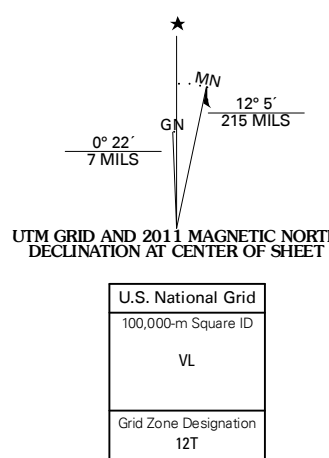 ★
MN
12° 5´
215 MILS
GN
0° 22´
7 MILS
UTM GRID AND 2011 MAGNETIC NORT
DECLINATION AT CENTER OF SHEET
U.S. National Grid
100,000-m Square ID
VL
Grid Zone Designation
12T